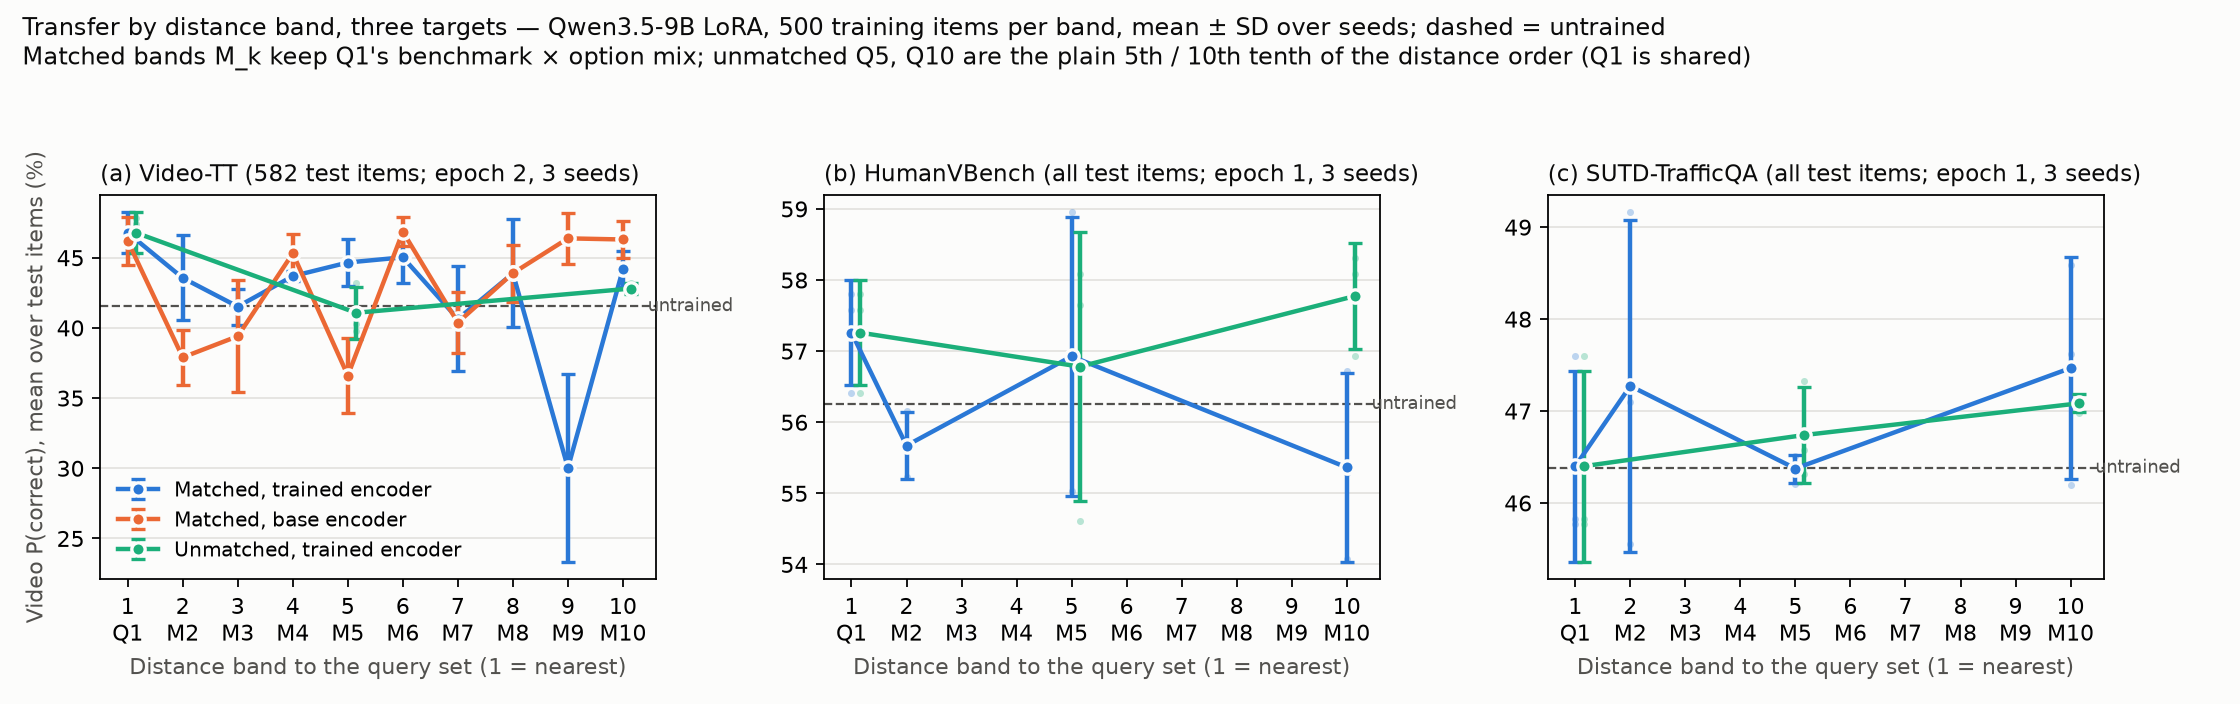 Transfer by distance band, three targets — Qwen3.5-9B LoRA, 500 training items per band, mean ± SD over seeds; dashed = untrained
Matched bands M_k keep Q1's benchmark × option mix; unmatched Q5, Q10 are the plain 5th / 10th tenth of the distance order (Q1 is shared)
Video P(correct), mean over test items (%)
(a) Video-TT (582 test items; epoch 2, 3 seeds)
45
40
35
30
25
untrained
Matched, trained encoder
Matched, base encoder
Unmatched, trained encoder
1 2 3 4 5 6 7 8 9 10
Q1 M2 M3 M4 M5 M6 M7 M8 M9 M10
Distance band to the query set (1 = nearest)
(b) HumanVBench (all test items; epoch 1, 3 seeds)
59
58
57
56
55
54
untrained
1 2 3 4 5 6 7 8 9 10
Q1 M2 M3 M4 M5 M6 M7 M8 M9 M10
Distance band to the query set (1 = nearest)
(c) SUTD-TrafficQA (all test items; epoch 1, 3 seeds)
49
48
47
46
untrained
1 2 3 4 5 6 7 8 9 10
Q1 M2 M3 M4 M5 M6 M7 M8 M9 M10
Distance band to the query set (1 = nearest)